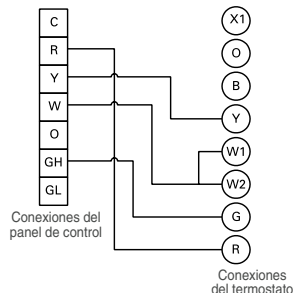 C
R
Y
W
O
GH
GL
Conexiones del
panel de control
X1
O
B
Y
W1
W2
G
R
Conexiones
del termostato